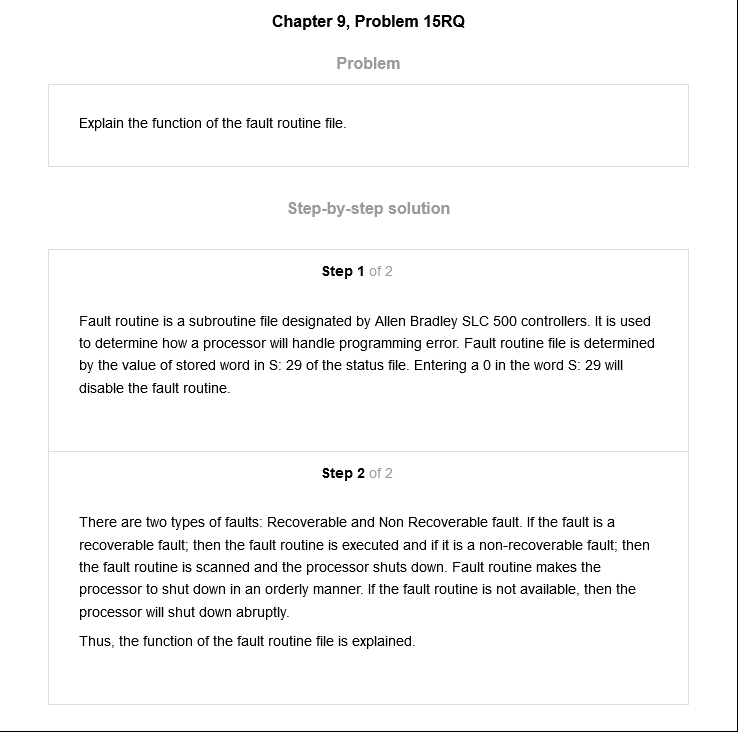 Chapter 9, Problem 15RQ
Problem
Explain the function of the fault routine file.
Step-by-step solution
Step 1 of 2
Fault routine is a subroutine file designated by Allen Bradley SLC 500 controllers. It is used
to determine how a processor will handle programming error. Fault routine file is determined
by the value of stored word in S: 29 of the status file. Entering a 0 in the word S: 29 will
disable the fault routine.
Step 2 of 2
There are two types of faults: Recoverable and Non Recoverable fault. If the fault is a
recoverable fault; then the fault routine is executed and if it is a non-recoverable fault; then
the fault routine is scanned and the processor shuts down. Fault routine makes the
processor to shut down in an orderly manner. If the fault routine is not available, then the
processor will shut down abruptly.
Thus, the function of the fault routine file is explained.